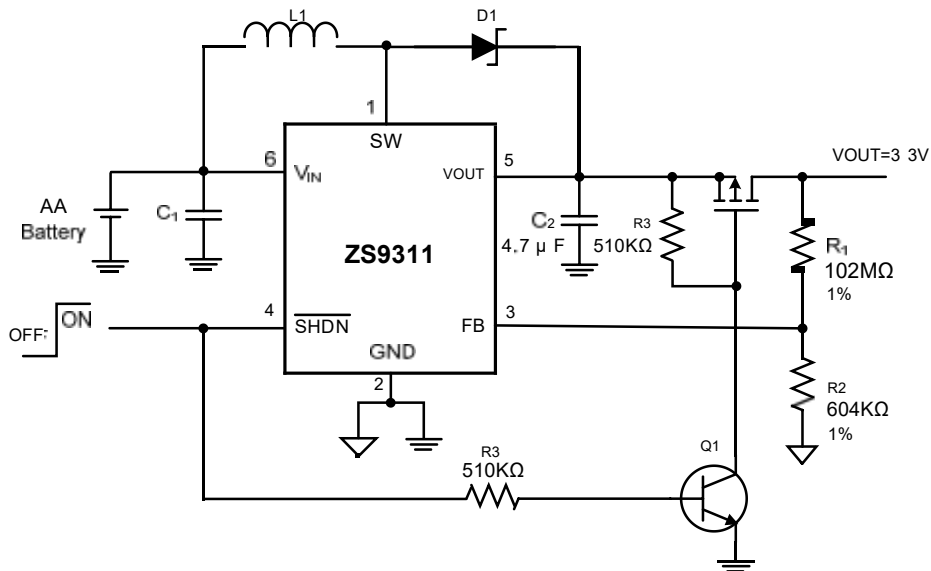 L1
D1
1
SW
6
VIN
VOUT
5
VOUT=3 3V
AA
Battery
C1
C2
4.7 μ F
R3
510KΩ
R1
102MΩ
1%
ZS9311
4
SHDN
FB
3
OFF:
ON
GND
2
R2
604KΩ
1%
R3
510KΩ
Q1